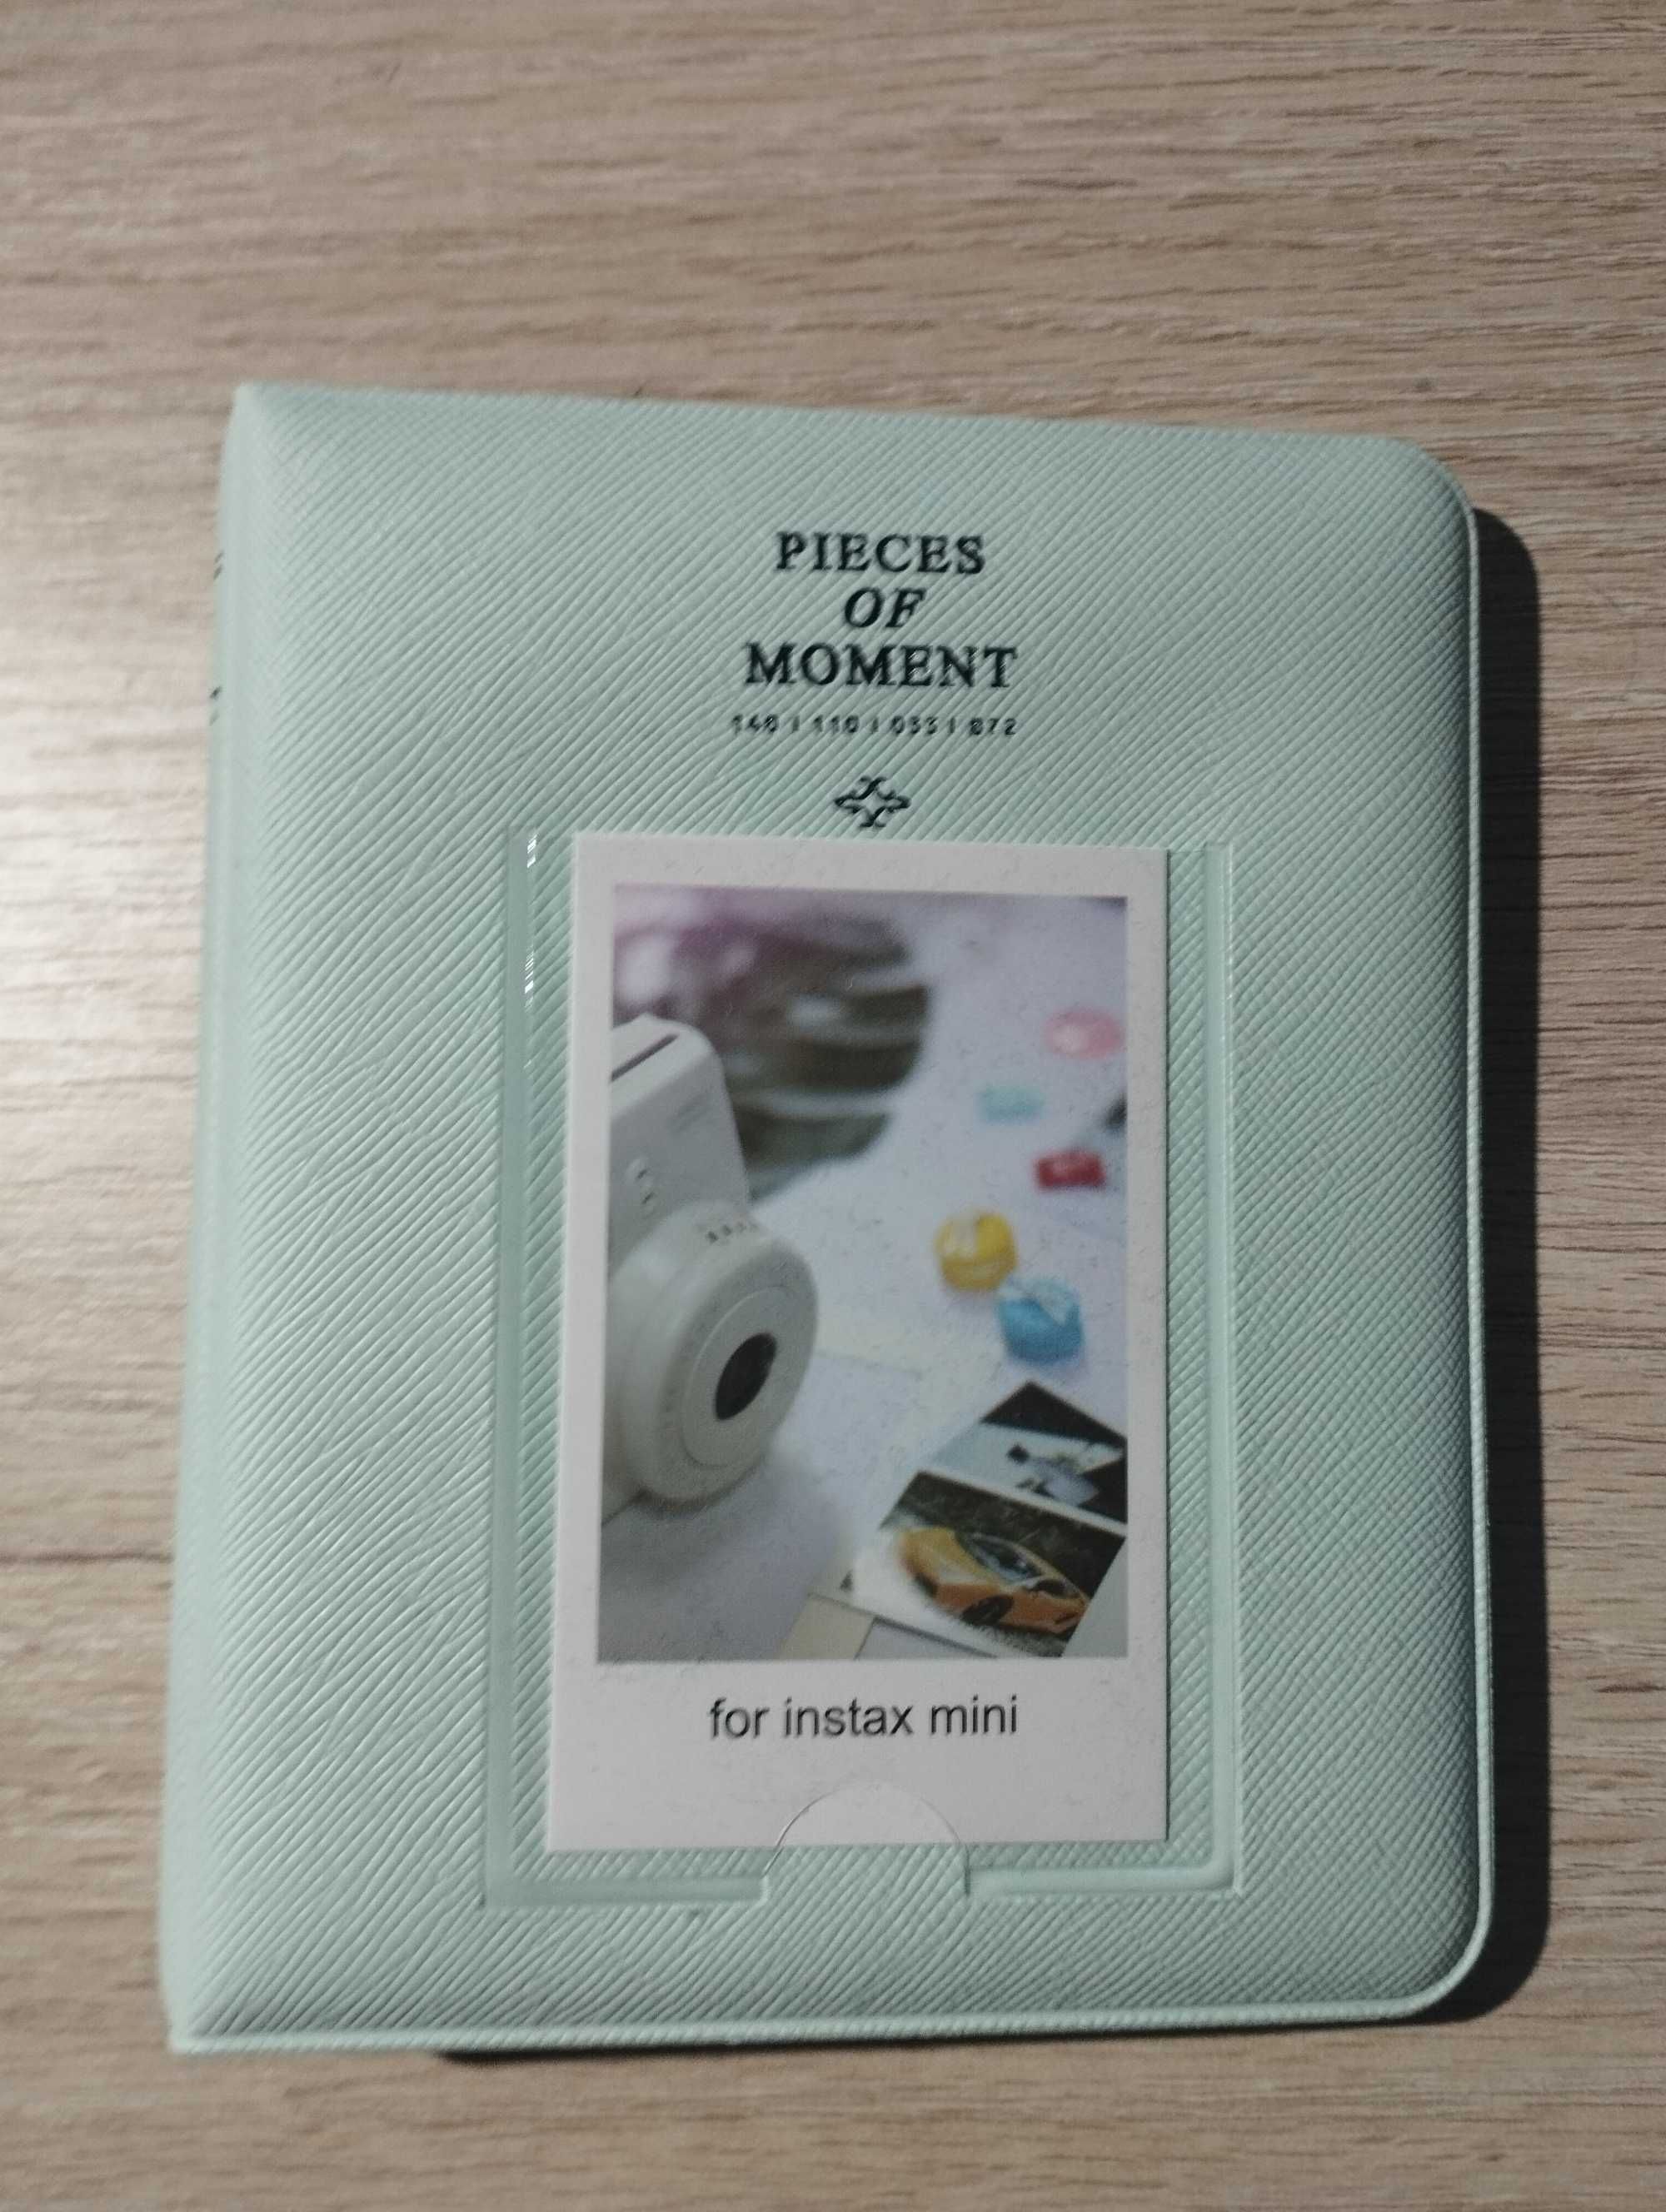 PIECES
OF
MOMENT
for instax mini